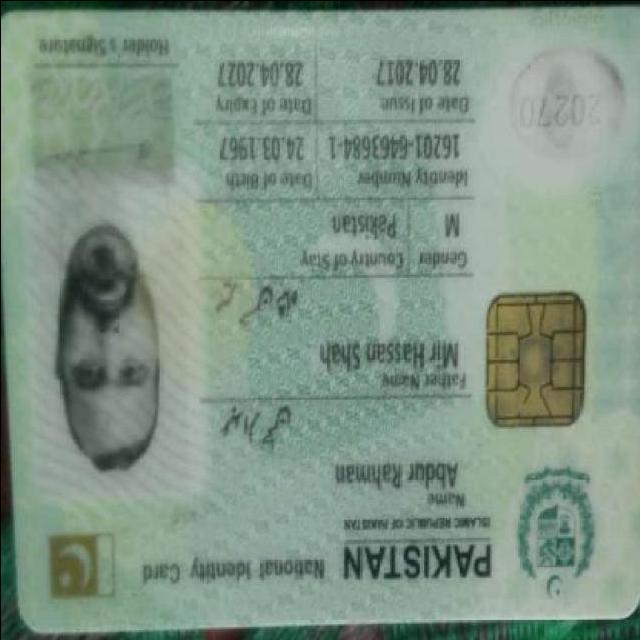 PAKISTAN National Identity Card
ISLAMIC REPUBLIC OF PAKISTAN
Name
Abdur Rahman
Father Name
Mir Hassan Shah
Gender Country of Stay
M Pakistan
Identity Number Date of Birth
16201-6463684-1 24.03.1967
Date of Issue Date of Expiry
28.04.2017 28.04.2027
Holder's Signature